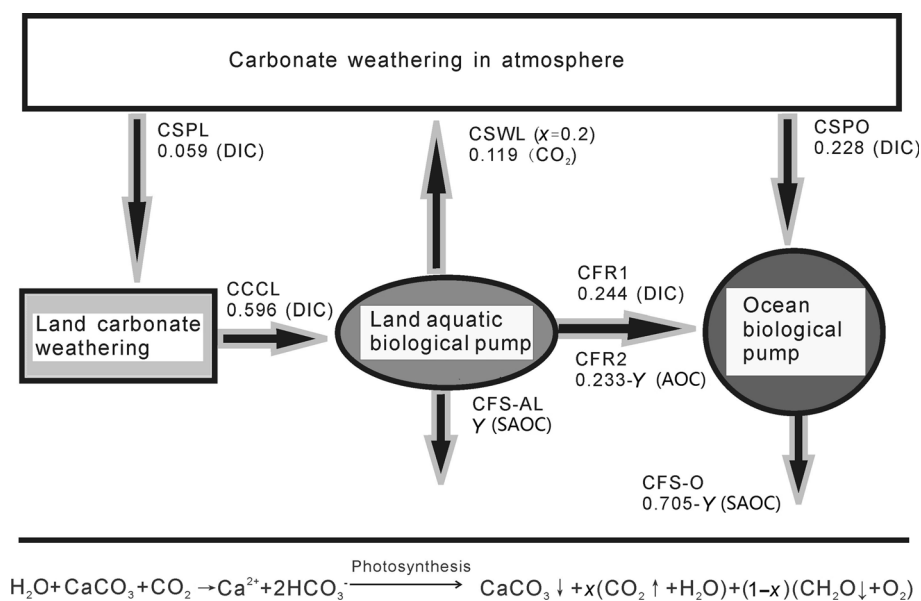 Carbonate weathering in atmosphere
CSPL
0.059 (DIC)
CSWL (x=0.2)
0.119 (CO₂)
CSPO
0.228 (DIC)
Land carbonate
weathering
CCCL
0.596 (DIC)
Land aquatic
biological pump
CFR1
0.244 (DIC)
CFR2
0.233-Y (AOC)
Ocean
biological
pump
CFS-AL
Y (SAOC)
CFS-O
0.705-Y (SAOC)
H₂O+CaCO₃+CO₂ →Ca²⁺+2HCO₃⁻ Photosynthesis → CaCO₃↓ +x(CO₂↑ +H₂O)+(1–x)(CH₂O↓+O₂)